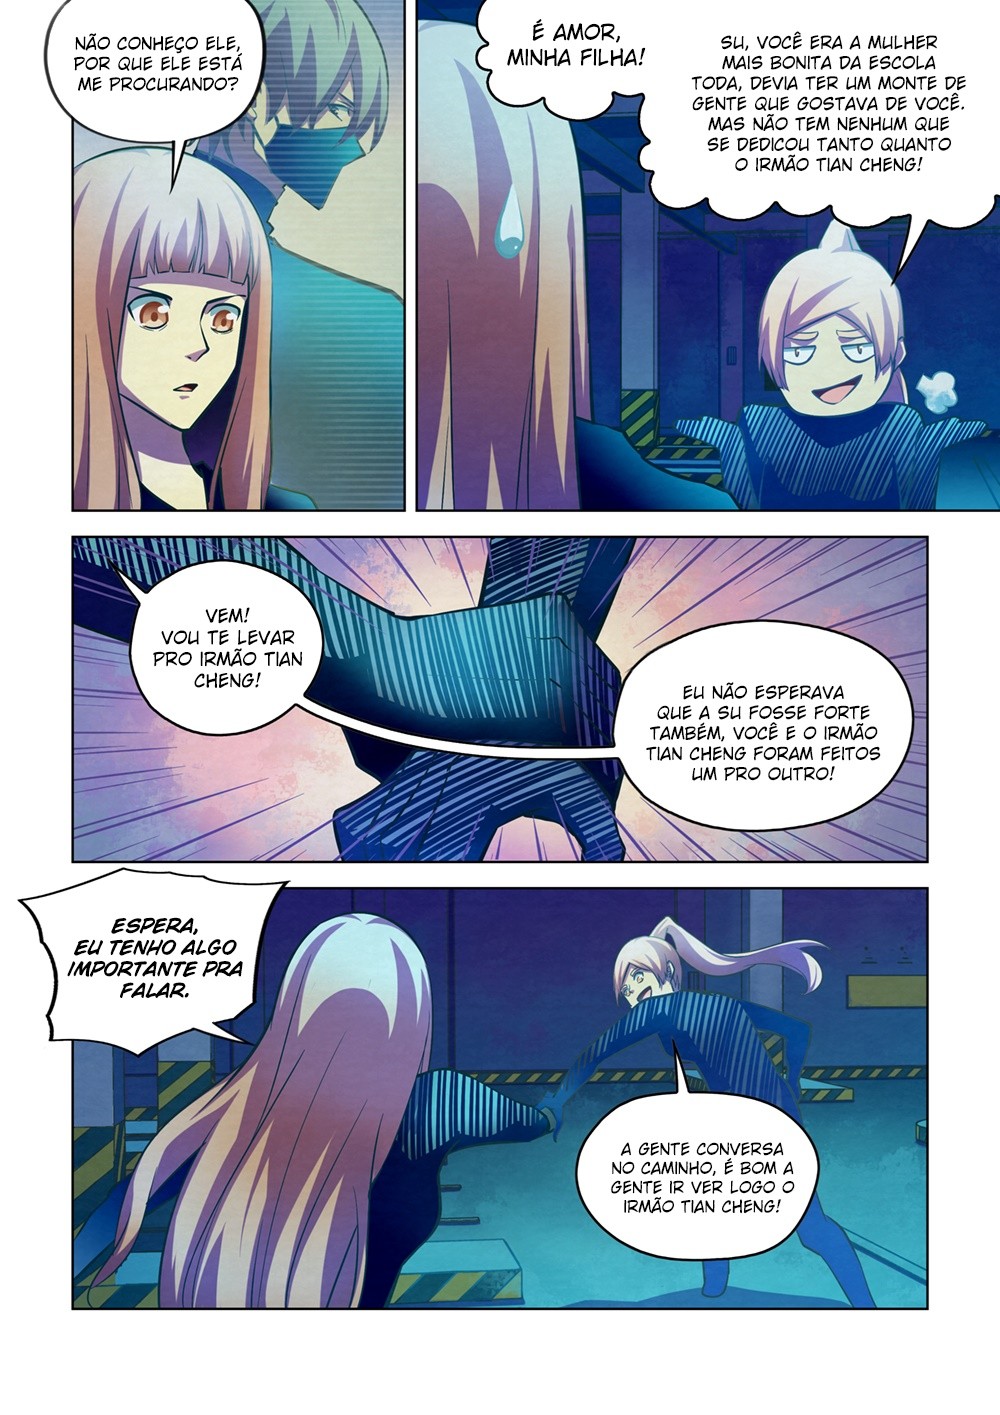 NÃO CONHEÇO ELE,
POR QUE ELE ESTÁ
ME PROCURANDO?
É AMOR,
MINHA FILHA!
SU, VOCÊ ERA A MULHER
MAIS BONITA DA ESCOLA
TODA, DEVIA TER UM MONTE DE
GENTE QUE GOSTAVA DE VOCÊ.
MAS NÃO TEM NENHUM QUE
SE DEDICOU TANTO QUANTO
O IRMÃO TIAN CHENG!
VEM!
VOU TE LEVAR
PRO IRMÃO TIAN
CHENG!
EU NÃO ESPERAVA
QUE A SU FOSSE FORTE
TAMBÉM, VOCÊ E O IRMÃO
TIAN CHENG FORAM FEITOS
UM PRO OUTRO!
ESPERA,
EU TENHO ALGO
IMPORTANTE PRA
FALAR.
A GENTE CONVERSA
NO CAMINHO, É BOM A
GENTE IR VER LOGO O
IRMÃO TIAN CHENG!